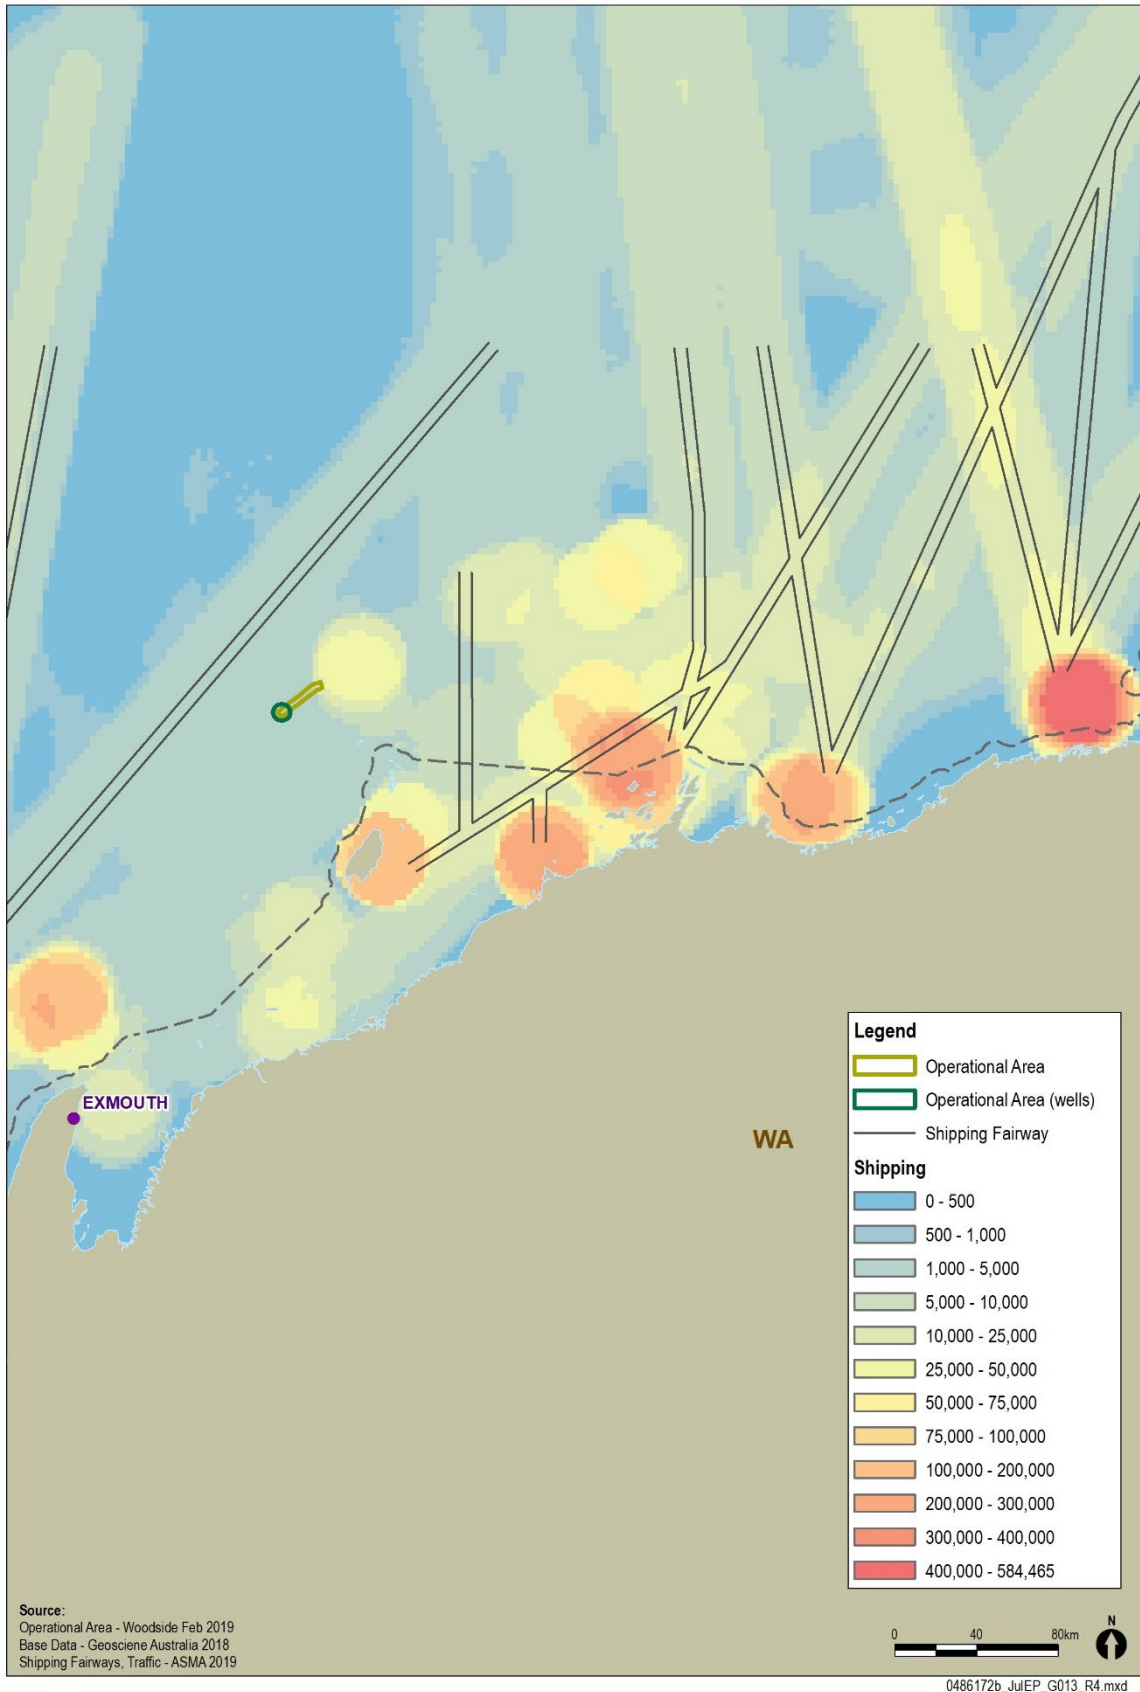 EXMOUTH
WA
Legend
Operational Area
Operational Area (wells)
Shipping Fairway
Shipping
0 - 500
500 - 1,000
1,000 - 5,000
5,000 - 10,000
10,000 - 25,000
25,000 - 50,000
50,000 - 75,000
75,000 - 100,000
100,000 - 200,000
200,000 - 300,000
300,000 - 400,000
400,000 - 584,465
Source:
Operational Area - Woodside Feb 2019
Base Data - Geosciene Australia 2018
Shipping Fairways, Traffic - ASMA 2019
0 40 80km
N
0486172b_JulEP_G013_R4.mxd